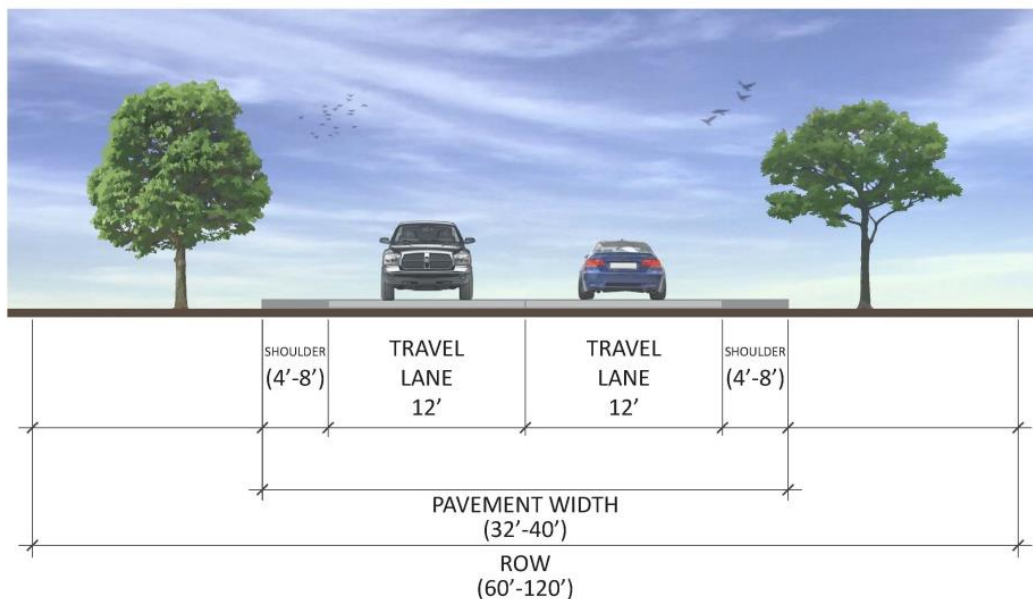 SHOULDER
(4’-8’)
TRAVEL
LANE
12’
TRAVEL
LANE
12’
SHOULDER
(4’-8’)
PAVEMENT WIDTH
(32’-40’)
ROW
(60’-120’)